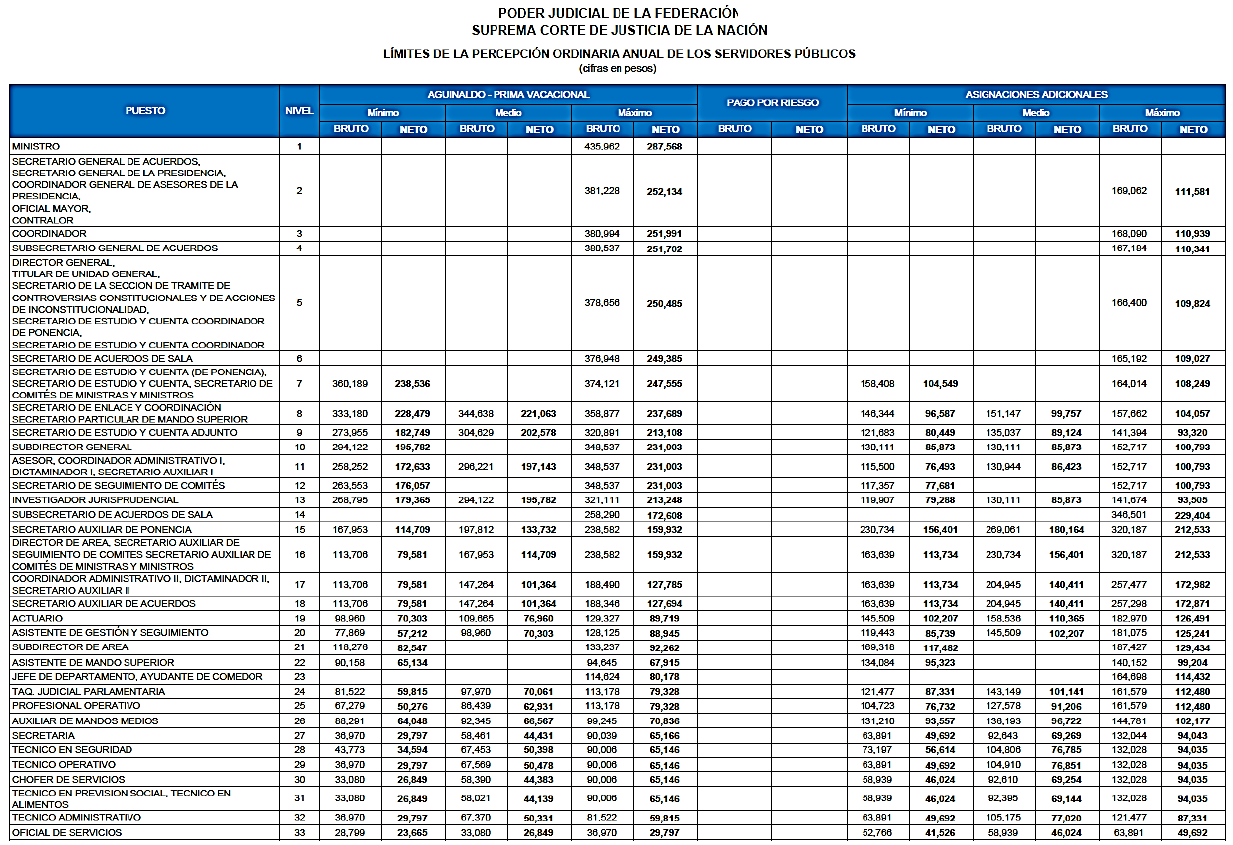 PODER JUDICIAL DE LA FEDERACIÓN
SUPREMA CORTE DE JUSTICIA DE LA NACIÓN
LÍMITES DE LA PERCEPCIÓN ORDINARIA ANUAL DE LOS SERVIDORES PÚBLICOS
(cifras en pesos)
PUESTO NIVEL AGUINALDO - PRIMA VACACIONAL PAGO POR RIESGO ASIGNACIONES ADICIONALES
Mínimo Medio Máximo Mínimo Medio Máximo
BRUTO NETO BRUTO NETO BRUTO NETO BRUTO NETO BRUTO NETO BRUTO NETO BRUTO NETO
MINISTRO 1 435,962 287,568
SECRETARIO GENERAL DE ACUERDOS,
SECRETARIO GENERAL DE LA PRESIDENCIA,
COORDINADOR GENERAL DE ASESORES DE LA
PRESIDENCIA,
OFICIAL MAYOR,
CONTRALOR
2 381,228 252,134 169,062 111,581
COORDINADOR 3 380,994 251,991 168,090 110,939
SUBSECRETARIO GENERAL DE ACUERDOS 4 380,537 251,702 167,184 110,341
DIRECTOR GENERAL,
TITULAR DE UNIDAD GENERAL,
SECRETARIO DE LA SECCION DE TRAMITE DE
CONTROVERSIAS CONSTITUCIONALES Y DE ACCIONES
DE INCONSTITUCIONALIDAD,
SECRETARIO DE ESTUDIO Y CUENTA COORDINADOR
DE PONENCIA,
SECRETARIO DE ESTUDIO Y CUENTA COORDINADOR
5 378,656 250,485 166,400 109,824
SECRETARIO DE ACUERDOS DE SALA 6 376,948 249,385 165,192 109,027
SECRETARIO DE ESTUDIO Y CUENTA (DE PONENCIA),
SECRETARIO DE ESTUDIO Y CUENTA, SECRETARIO DE
COMITÉS DE MINISTRAS Y MINISTROS
7 360,189 238,536 374,121 247,555 158,408 104,549 164,014 108,249
SECRETARIO DE ENLACE Y COORDINACIÓN
SECRETARIO PARTICULAR DE MANDO SUPERIOR
8 333,180 228,479 344,638 221,063 358,877 237,689 146,344 96,587 151,147 99,757 157,662 104,057
SECRETARIO DE ESTUDIO Y CUENTA ADJUNTO 9 273,955 182,749 304,629 202,578 320,891 213,108 121,683 80,449 135,037 89,124 141,394 93,320
SUBDIRECTOR GENERAL 10 294,122 195,782 348,537 231,003 130,111 85,873 130,111 85,873 152,717 100,793
ASESOR, COORDINADOR ADMINISTRATIVO I,
DICTAMINADOR I, SECRETARIO AUXILIAR I
11 258,252 172,633 296,221 197,143 348,537 231,003 115,500 76,493 130,944 86,423 152,717 100,793
SECRETARIO DE SEGUIMIENTO DE COMITÉS 12 263,553 176,057 348,537 231,003 117,357 77,681 152,717 100,793
INVESTIGADOR JURISPRUDENCIAL 13 268,795 179,365 294,122 195,782 321,111 213,248 119,907 79,288 130,111 85,873 141,674 93,505
SUBSECRETARIO DE ACUERDOS DE SALA 14 258,290 172,608 346,501 229,404
SECRETARIO AUXILIAR DE PONENCIA 15 167,953 114,709 197,812 133,732 238,582 159,932 230,734 156,401 269,061 180,164 320,187 212,533
DIRECTOR DE AREA, SECRETARIO AUXILIAR DE
SEGUIMIENTO DE COMITES SECRETARIO AUXILIAR DE
COMITÉS DE MINISTRAS Y MINISTROS
16 113,706 79,581 167,953 114,709 238,582 159,932 163,639 113,734 230,734 156,401 320,187 212,533
COORDINADOR ADMINISTRATIVO II, DICTAMINADOR II,
SECRETARIO AUXILIAR II
17 113,706 79,581 147,264 101,364 188,490 127,785 163,639 113,734 204,945 140,411 257,477 172,982
SECRETARIO AUXILIAR DE ACUERDOS 18 113,706 79,581 147,264 101,364 188,346 127,694 163,639 113,734 204,945 140,411 257,298 172,871
ACTUARIO 19 98,960 70,303 109,665 76,960 129,327 89,719 145,509 102,207 158,536 110,365 182,970 126,491
ASISTENTE DE GESTIÓN Y SEGUIMIENTO 20 77,869 57,212 98,960 70,303 128,125 88,945 119,443 85,739 145,509 102,207 181,075 125,241
SUBDIRECTOR DE AREA 21 118,276 82,547 133,237 92,262 169,318 117,482 187,427 129,434
ASISTENTE DE MANDO SUPERIOR 22 90,158 65,134 94,645 67,915 134,084 95,323 140,152 99,204
JEFE DE DEPARTAMENTO, AYUDANTE DE COMEDOR 23 114,624 80,178 164,698 114,432
TAQ. JUDICIAL PARLAMENTARIA 24 81,522 59,815 97,970 70,061 113,178 79,328 121,477 87,331 143,149 101,141 161,579 112,480
PROFESIONAL OPERATIVO 25 67,279 50,276 86,439 62,931 113,178 79,328 104,723 76,732 127,578 91,206 161,579 112,480
AUXILIAR DE MANDOS MEDIOS 26 88,291 64,048 92,345 66,567 99,245 70,836 131,210 93,557 136,193 96,722 144,781 102,177
SECRETARIA 27 36,970 29,797 58,461 44,431 90,039 65,166 63,891 49,692 92,643 69,269 132,044 94,043
TECNICO EN SEGURIDAD 28 43,773 34,594 67,453 50,398 90,006 65,146 73,197 56,614 104,806 76,785 132,028 94,035
TECNICO OPERATIVO 29 36,970 29,797 67,569 50,478 90,006 65,146 63,891 49,692 104,910 76,851 132,028 94,035
CHOFER DE SERVICIOS 30 33,080 26,849 58,390 44,383 90,006 65,146 58,939 46,024 92,610 69,254 132,028 94,035
TECNICO EN PREVISION SOCIAL, TECNICO EN
ALIMENTOS
31 33,080 26,849 58,021 44,139 90,006 65,146 58,939 46,024 92,395 69,144 132,028 94,035
TECNICO ADMINISTRATIVO 32 36,970 29,797 67,370 50,331 81,522 59,815 63,891 49,692 105,175 77,020 121,477 87,331
OFICIAL DE SERVICIOS 33 28,799 23,665 33,080 26,849 36,970 29,797 52,766 41,526 58,939 46,024 63,891 49,692